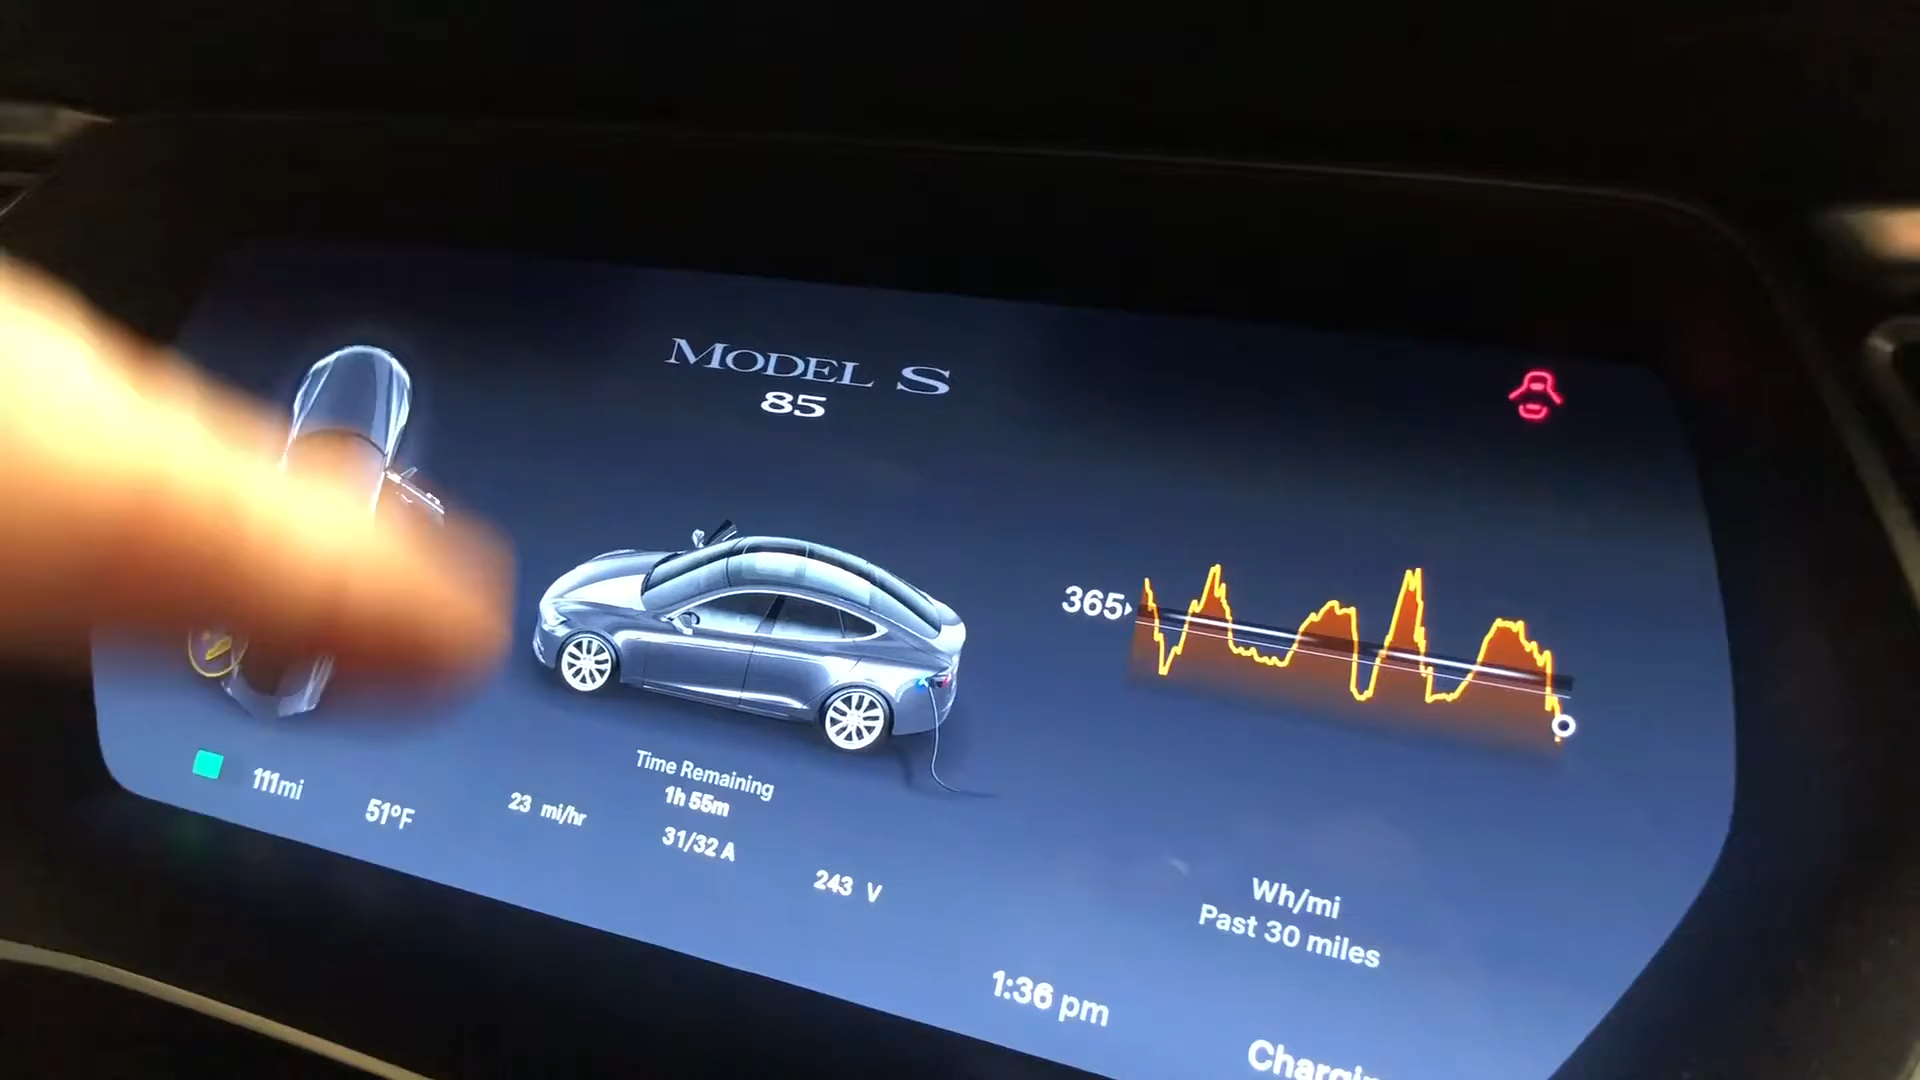 MODEL S
85
365
Time Remaining
1h 55m
31/32 A
111mi
51°F
23 mi/hr
243 V
Wh/mi
Past 30 miles
1:36 pm